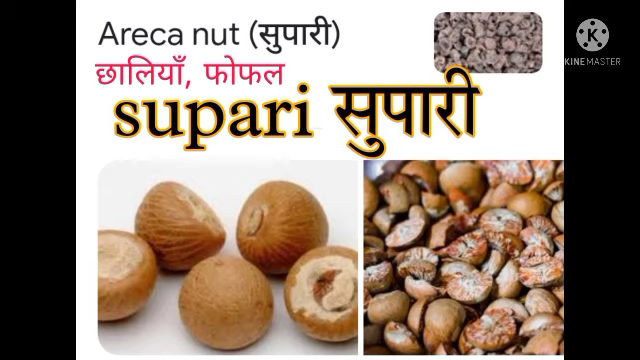 Areca nut (सुपारी)
छालियाँ, फोफल
supari सुपारी
K
KINEMASTER